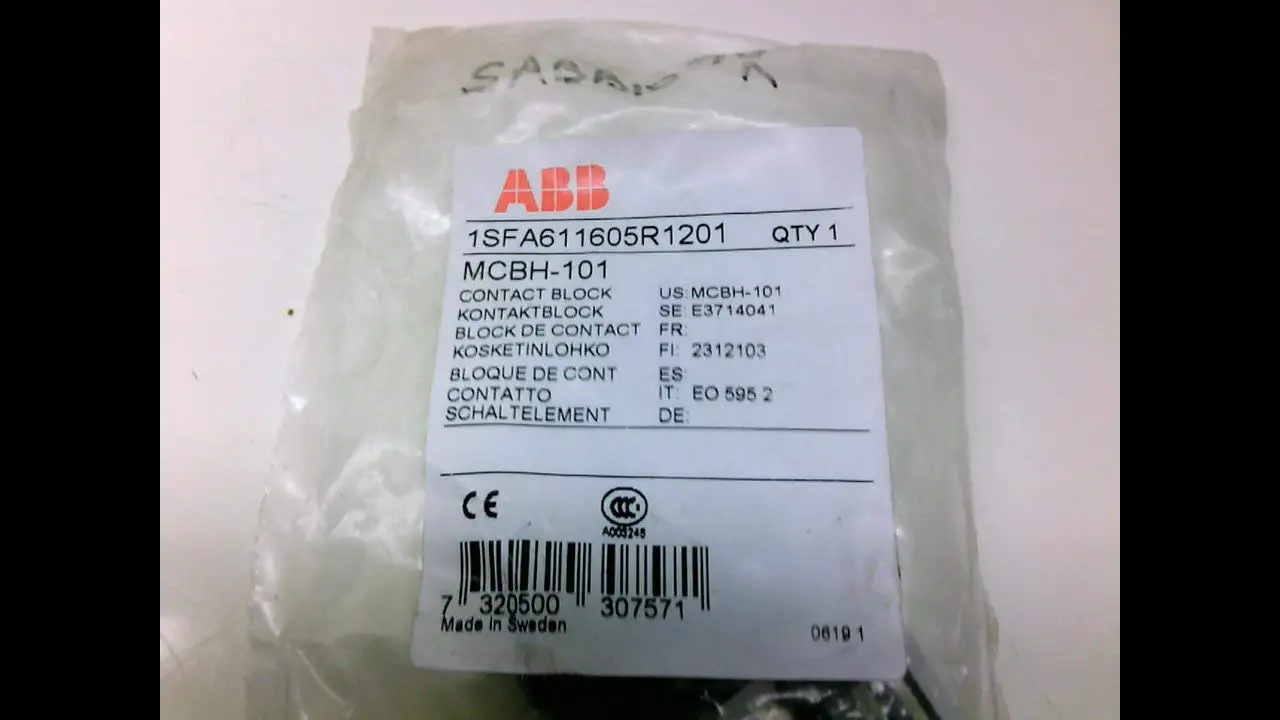 ABB
1SFA611605R1201 QTY 1
MCBH-101
CONTACT BLOCK US: MCBH-101
KONTAKTBLOCK SE: E3714041
BLOCK DE CONTACT FR:
KOSKETINLOHKO FI: 2312103
BLOQUE DE CONT ES
CONTATTO IT: EO 595 2
SCHALTELEMENT DE:
CE CCC
A005245
7 320500 307571
Made in Sweden
0619 1